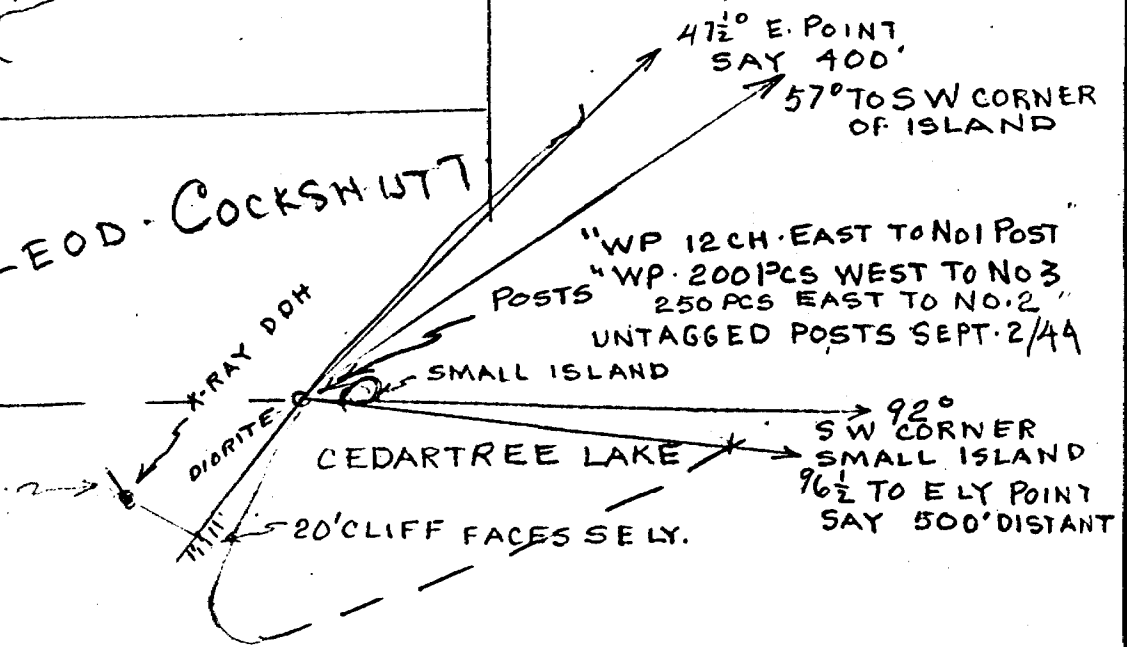 47½° E. POINT
SAY 400'
57° TO S W CORNER
OF ISLAND
EOD. COCKSHUTT
"WP 12 CH. EAST TO NO1 POST"
POSTS "WP. 200 PCS WEST TO NO 3
250 PCS EAST TO NO. 2"
UNTAGGED POSTS SEPT. 2/44
X-RAY DDH
SMALL ISLAND
DIORITE
92°
S W CORNER
SMALL ISLAND
CEDARTREE LAKE
96½ TO E LY POINT
SAY 500' DISTANT
20' CLIFF FACES S E LY.